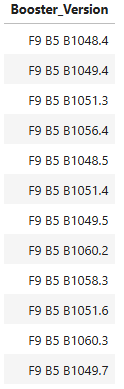 Booster_Version
F9 B5 B1048.4
F9 B5 B1049.4
F9 B5 B1051.3
F9 B5 B1056.4
F9 B5 B1048.5
F9 B5 B1051.4
F9 B5 B1049.5
F9 B5 B1060.2
F9 B5 B1058.3
F9 B5 B1051.6
F9 B5 B1060.3
F9 B5 B1049.7